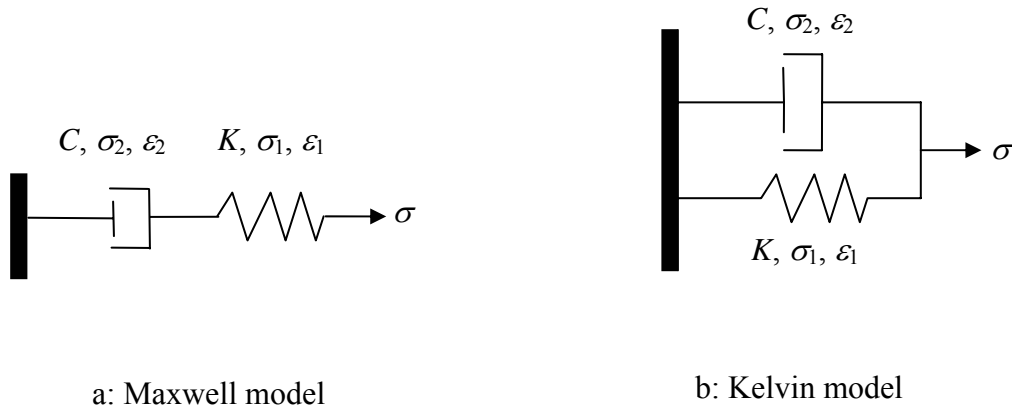 C, σ2, ε2
K, σ1, ε1
σ
a: Maxwell model
C, σ2, ε2
σ
K, σ1, ε1
b: Kelvin model